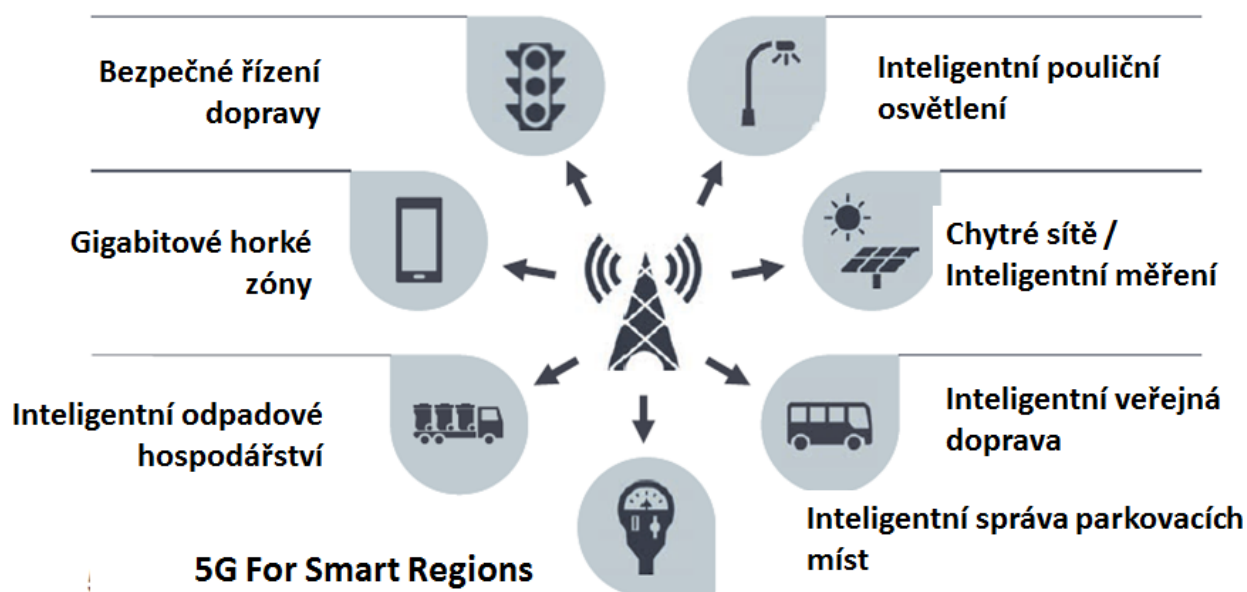 Bezpečné řízení
dopravy
Inteligentní pouliční
osvětlení
Gigabitové horké
zóny
Chytré sítě /
Inteligentní měření
Inteligentní odpadové
hospodářství
Inteligentní veřejná
doprava
Inteligentní správa parkovacích
míst
5G For Smart Regions